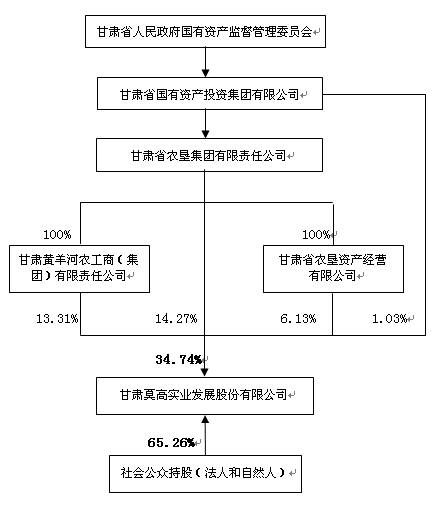 甘肃省人民政府国有资产监督管理委员会
甘肃省国有资产投资集团有限公司
甘肃省农垦集团有限责任公司
100%
100%
甘肃黄羊河农工商（集
团）有限责任公司
甘肃省农垦资产经营
有限公司
13.31%
14.27%
6.13%
1.03%
34.74%
甘肃莫高实业发展股份有限公司
65.26%
社会公众持股（法人和自然人）